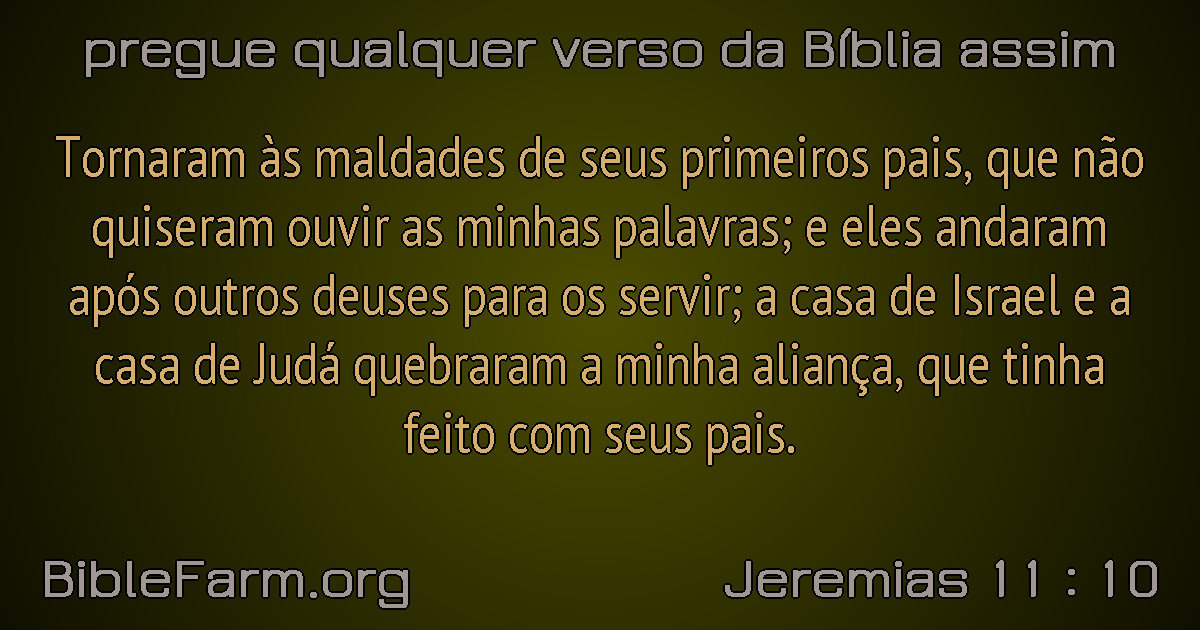 pregue qualquer verso da Bíblia assim
Tornaram às maldades de seus primeiros pais, que não
quiseram ouvir as minhas palavras; e eles andaram
após outros deuses para os servir; a casa de Israel e a
casa de Judá quebraram a minha aliança, que tinha
feito com seus pais.
BibleFarm.org
Jeremias 11 : 10